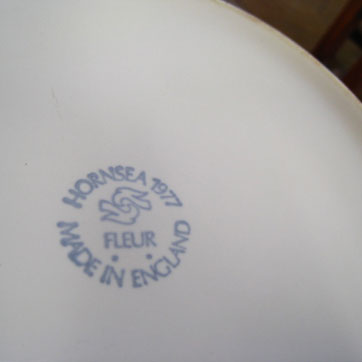 HORNSEA 1977
FLEUR
MADE IN ENGLAND